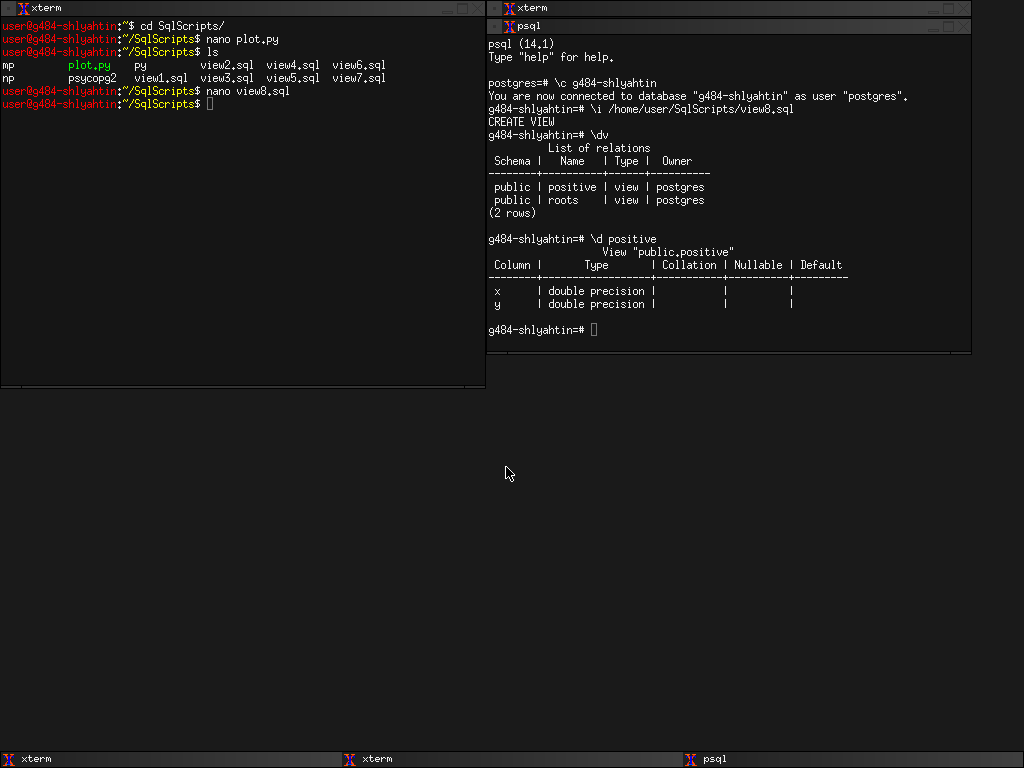 xterm
user@g484-shlyahtin:~$ cd SqlScripts/
user@g484-shlyahtin:~/SqlScripts$ nano plot.py
user@g484-shlyahtin:~/SqlScripts$ ls
mp        plot.py   py        view2.sql  view4.sql  view6.sql
np        psycopg2  view1.sql  view3.sql  view5.sql  view7.sql
user@g484-shlyahtin:~/SqlScripts$ nano view8.sql
user@g484-shlyahtin:~/SqlScripts$
xterm
psql
psql (14.1)
Type "help" for help.
postgres=# \c g484-shlyahtin
You are now connected to database "g484-shlyahtin" as user "postgres".
g484-shlyahtin=# \i /home/user/SqlScripts/view8.sql
CREATE VIEW
g484-shlyahtin=# \dv
          List of relations
 Schema |   Name   | Type |  Owner
--------+----------+------+----------
 public | positive | view | postgres
 public | roots    | view | postgres
(2 rows)
g484-shlyahtin=# \d positive
                   View "public.positive"
 Column |       Type       | Collation | Nullable | Default
--------+------------------+-----------+----------+---------
 x      | double precision |           |          |
 y      | double precision |           |          |
g484-shlyahtin=#
xterm
xterm
psql